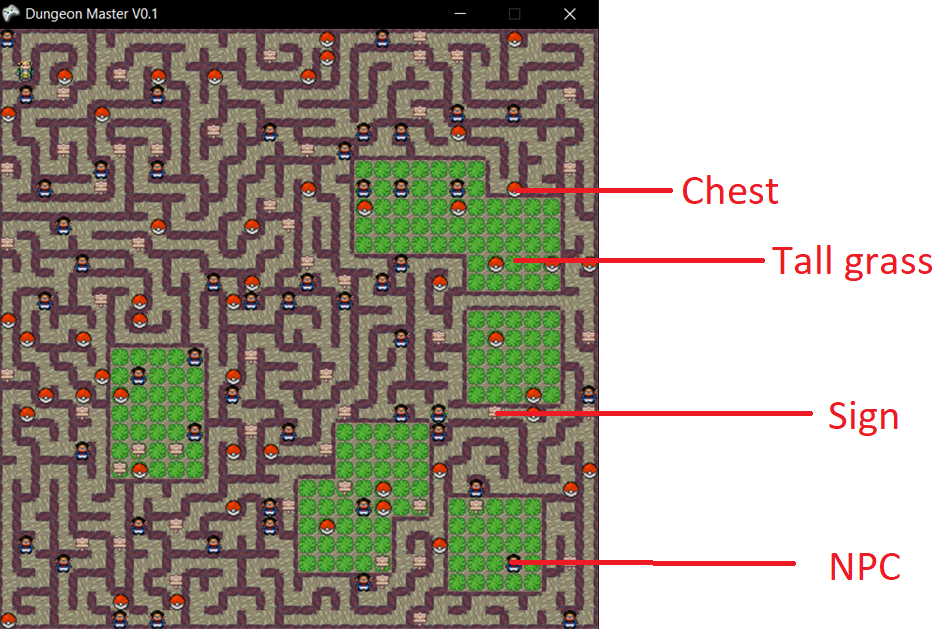 Dungeon Master V0.1
Chest
Tall grass
Sign
NPC